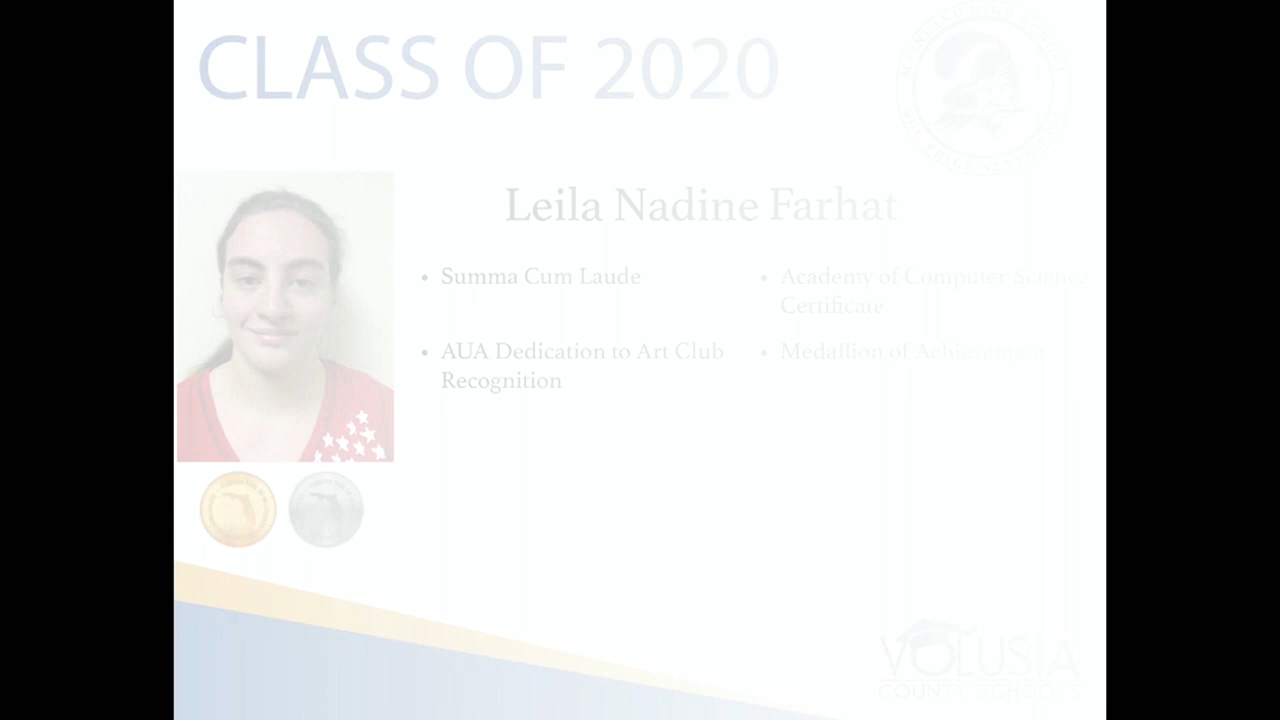 CLASS OF 2020
Leila Nadine Farhat
• Summa Cum Laude
• AUA Dedication to Art Club
Recognition
• Academy of Computer Science
Certificate
• Medallion of Achievement
VOLUSIA
COUNTY SCHOOLS